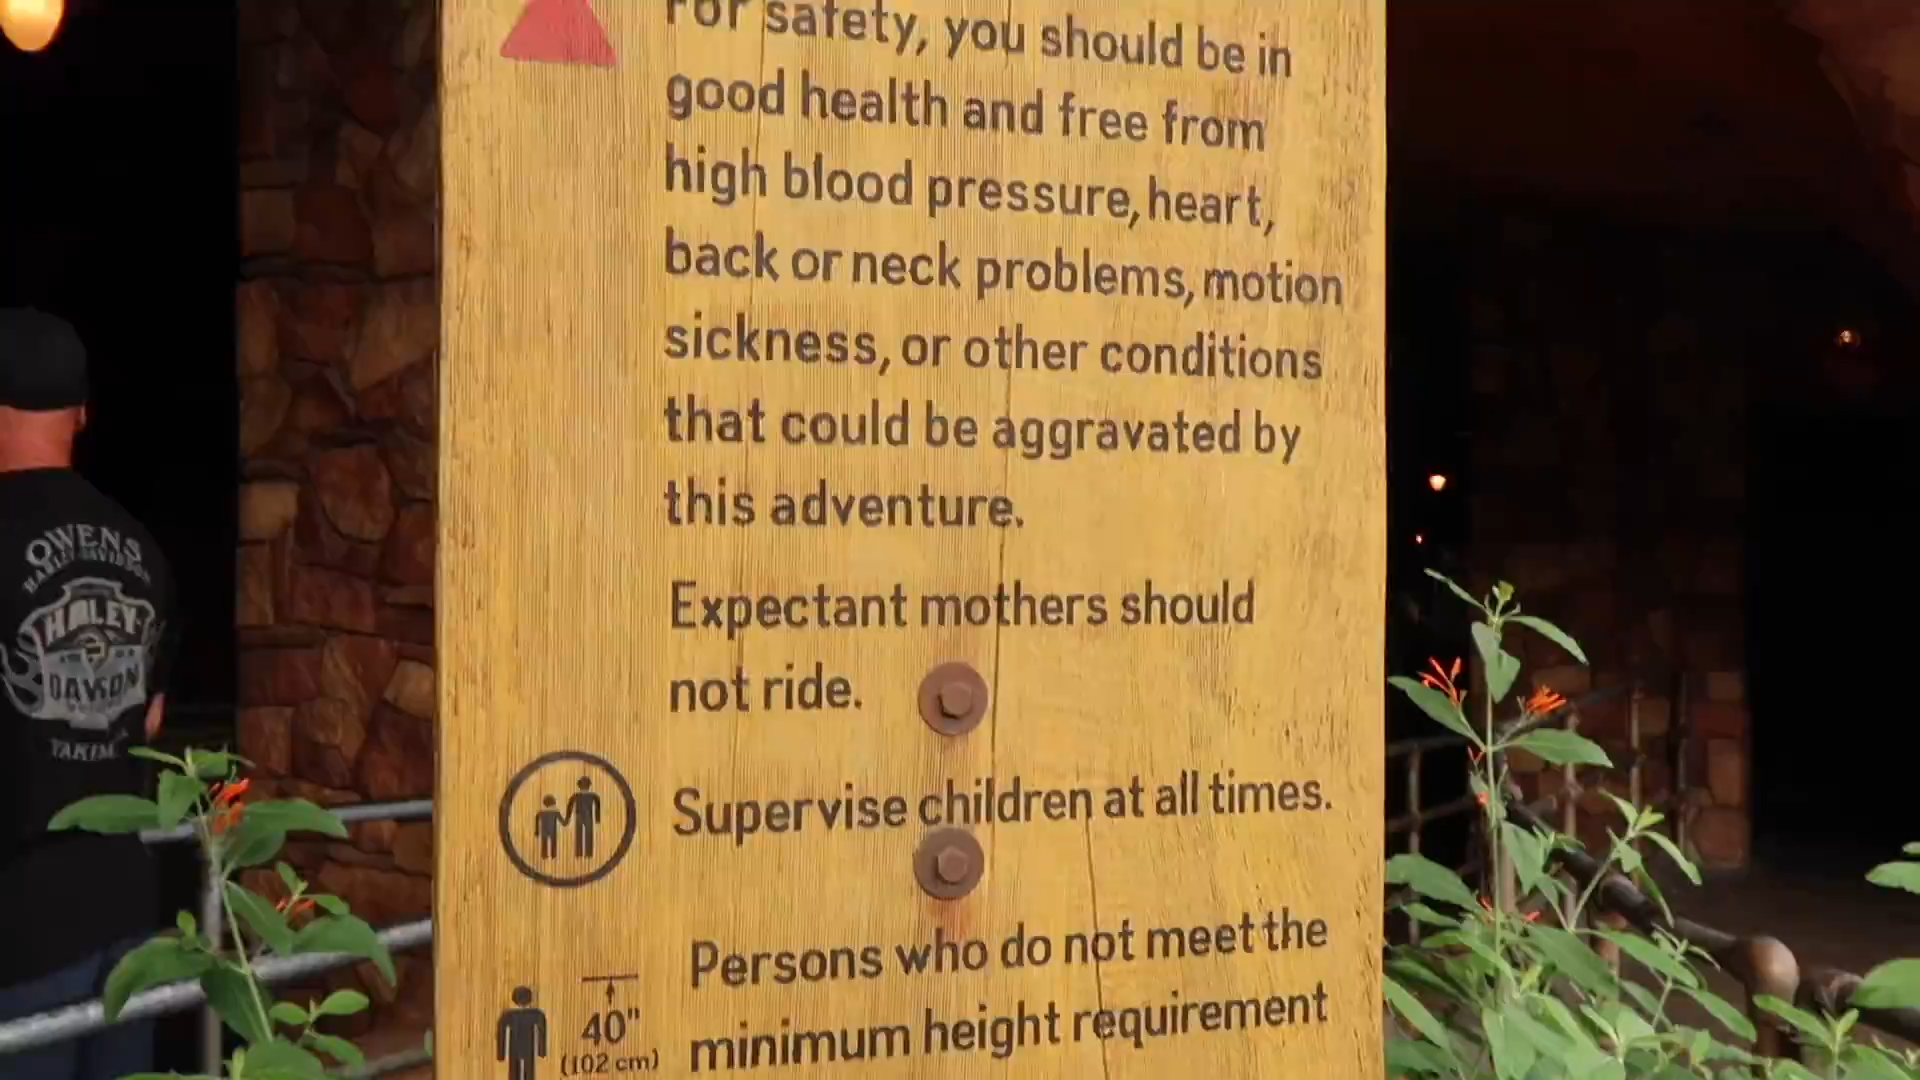 For safety, you should be in
good health and free from
high blood pressure, heart,
back or neck problems, motion
sickness, or other conditions
that could be aggravated by
this adventure.
Expectant mothers should
not ride.
Supervise children at all times.
Persons who do not meet the
minimum height requirement
40"
(102 cm)
OWENS
HARLEY-DAVIDSON
HARLEY-
DAVIDSON